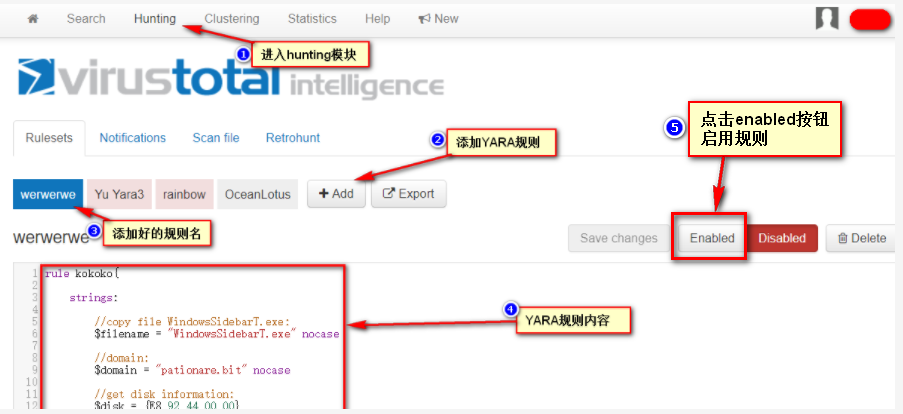 Search Hunting Clustering Statistics Help New
1 进入hunting模块
virustotal intelligence
Rulesets Notifications Scan file Retrohunt
2 添加YARA规则
5 点击enabled按钮
启用规则
werwerwe Yu Yara3 rainbow OceanLotus + Add Export
3 添加好的规则名
werwerwe
Save changes Enabled Disabled Delete
1 rule kokoko{
2
3 strings:
4
5 //copy file WindowsSidebarT.exe:
6 $filename = "WindowsSidebarT.exe" nocase
7
8 //domain:
9 $domain = "pationare.bit" nocase
10
11 //get disk information:
12 $disk = {E8 92 44 00 00}
4 YARA规则内容